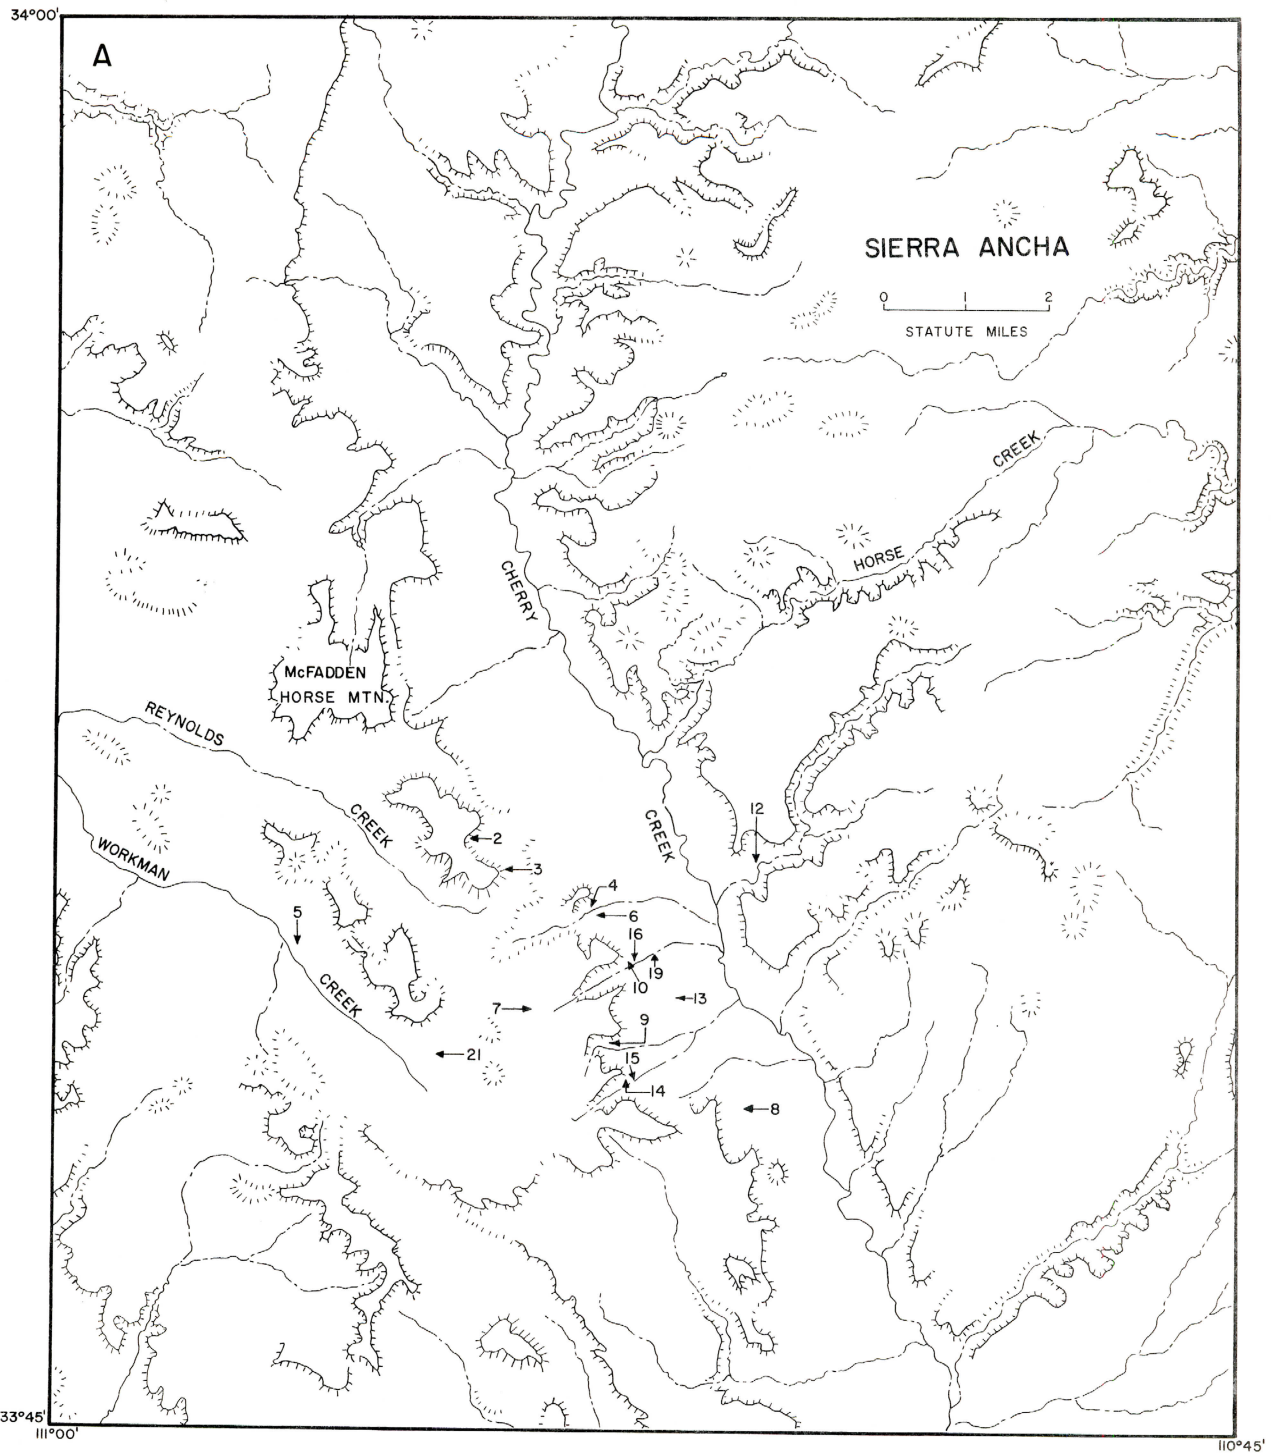 34°00'
A
SIERRA ANCHA
0 1 2
STATUTE MILES
CREEK
HORSE
CHERRY
McFADDEN
HORSE MTN.
REYNOLDS
CREEK
CREEK
12
2
WORKMAN
3
4
5
6
16
19
CREEK
10
13
7
9
21
15
14
8
33°45'
111°00'
110°45'